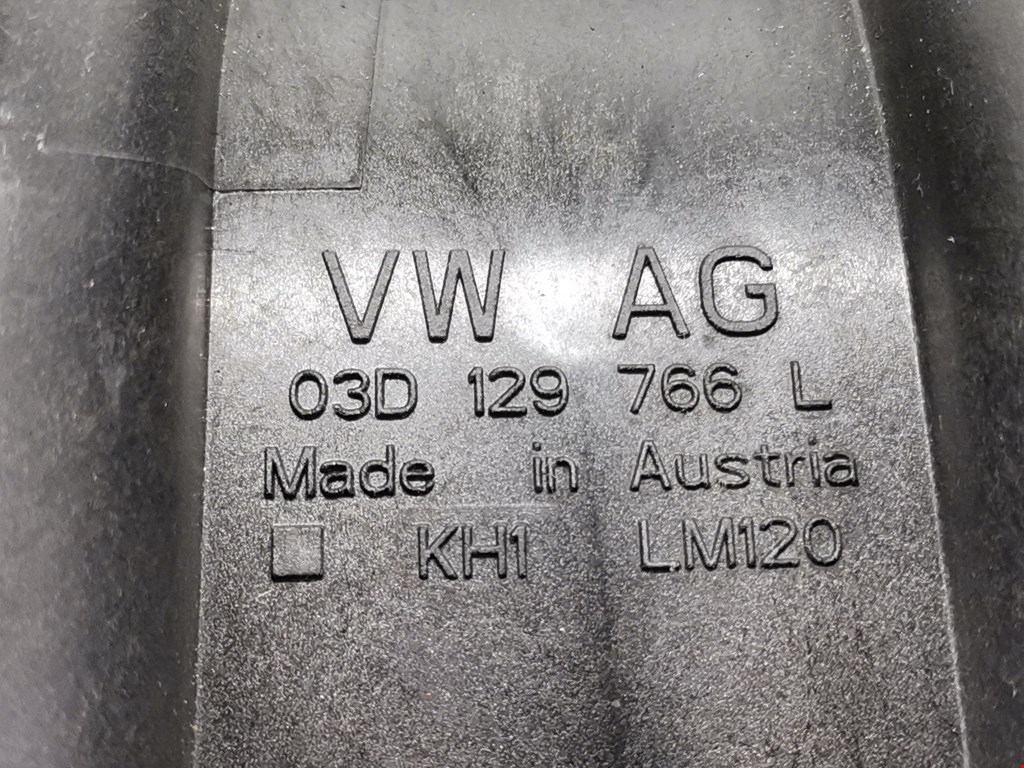 VW AG
03D 129 766 L
Made in Austria
KH1 LM120